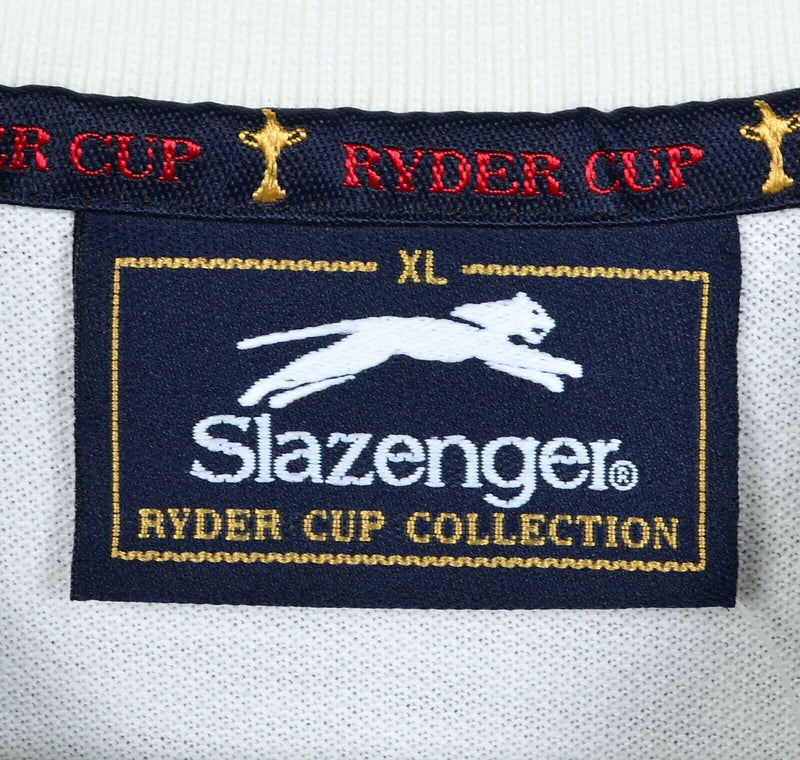 ER CUP RYDER CUP
XL
Slazenger®
RYDER CUP COLLECTION